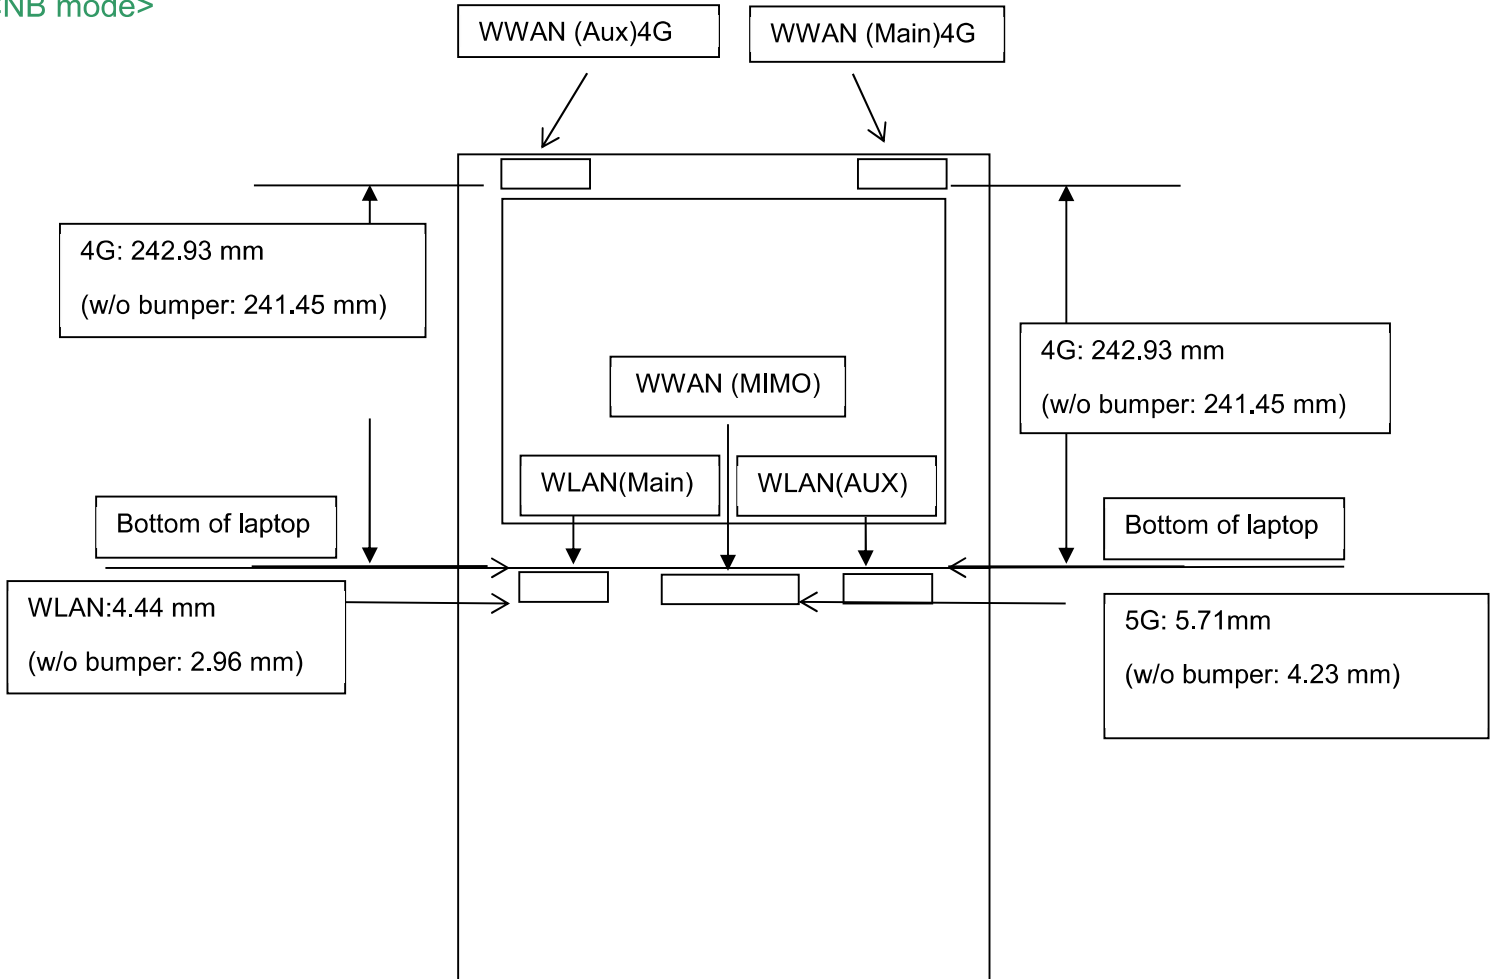 NB mode>
WWAN (Aux)4G
WWAN (Main)4G
4G: 242.93 mm
(w/o bumper: 241.45 mm)
4G: 242.93 mm
(w/o bumper: 241.45 mm)
WWAN (MIMO)
WLAN(Main)
WLAN(AUX)
Bottom of laptop
Bottom of laptop
WLAN:4.44 mm
(w/o bumper: 2.96 mm)
5G: 5.71mm
(w/o bumper: 4.23 mm)